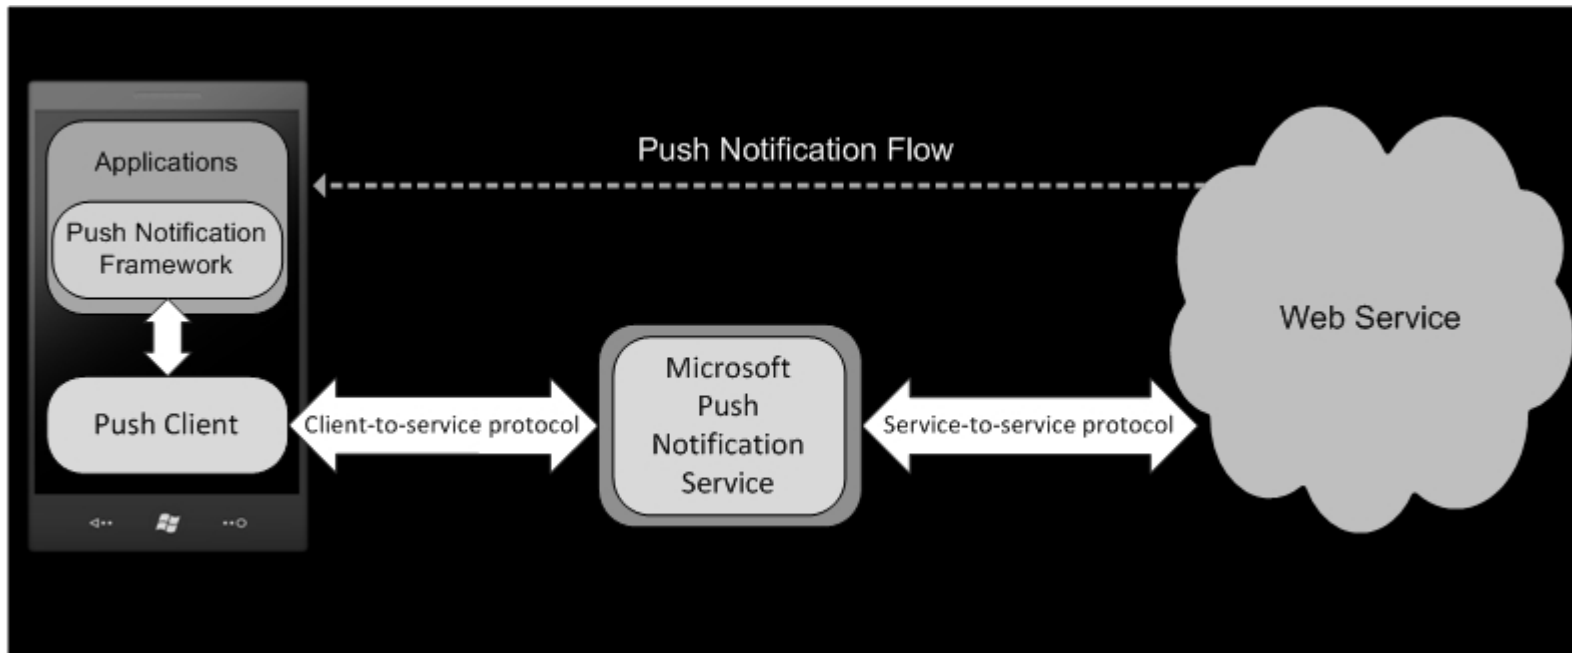 Push Notification Flow
Applications
Push Notification
Framework
Push Client
Client-to-service protocol
Microsoft
Push
Notification
Service
Service-to-service protocol
Web Service